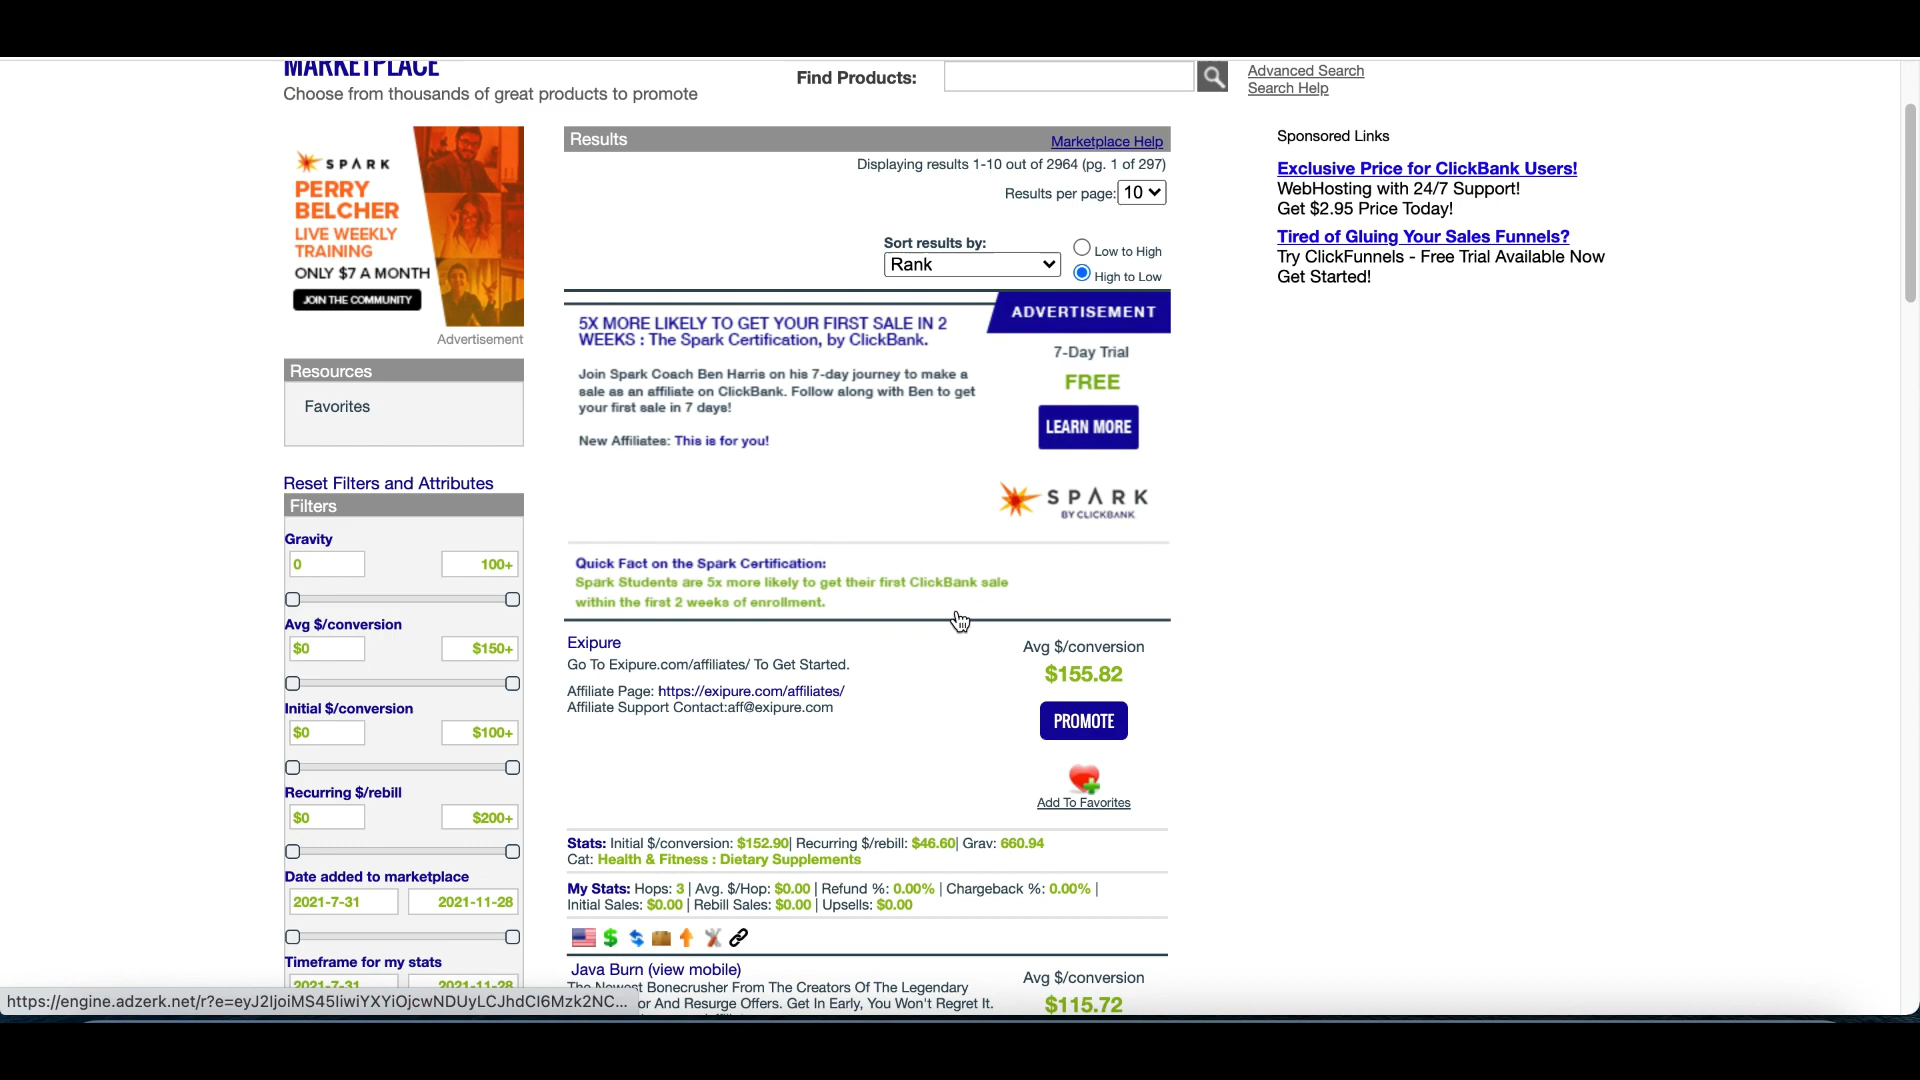 MARKETPLACE
Choose from thousands of great products to promote
Find Products:
Advanced Search
Search Help
SPARK
PERRY
BELCHER
LIVE WEEKLY
TRAINING
ONLY $7 A MONTH
JOIN THE COMMUNITY
Advertisement
Resources
Favorites
Reset Filters and Attributes
Filters
Gravity
0 100+
Avg $/conversion
$0 $150+
Initial $/conversion
$0 $100+
Recurring $/rebill
$0 $200+
Date added to marketplace
2021-7-31 2021-11-28
Timeframe for my stats
2021-7-31 2021-11-28
Results
Marketplace Help
Displaying results 1-10 out of 2964 (pg. 1 of 297)
Results per page: 10
Sort results by:
Rank
Low to High
High to Low
ADVERTISEMENT
5X MORE LIKELY TO GET YOUR FIRST SALE IN 2
WEEKS : The Spark Certification, by ClickBank.
7-Day Trial
FREE
LEARN MORE
Join Spark Coach Ben Harris on his 7-day journey to make a
sale as an affiliate on ClickBank. Follow along with Ben to get
your first sale in 7 days!
New Affiliates: This is for you!
SPARK
BY CLICKBANK
Quick Fact on the Spark Certification:
Spark Students are 5x more likely to get their first ClickBank sale
within the first 2 weeks of enrollment.
Exipure
Go To Exipure.com/affiliates/ To Get Started.
Affiliate Page: https://exipure.com/affiliates/
Affiliate Support Contact:aff@exipure.com
Avg $/conversion
$155.82
PROMOTE
Add To Favorites
Stats: Initial $/conversion: $152.90| Recurring $/rebill: $46.60| Grav: 660.94
Cat: Health & Fitness : Dietary Supplements
My Stats: Hops: 3 | Avg. $/Hop: $0.00 | Refund %: 0.00% | Chargeback %: 0.00% |
Initial Sales: $0.00 | Rebill Sales: $0.00 | Upsells: $0.00
Java Burn (view mobile)
The Newest Bonecrusher From The Creators Of The Legendary
or And Resurge Offers. Get In Early, You Won't Regret It.
Avg $/conversion
$115.72
Sponsored Links
Exclusive Price for ClickBank Users!
WebHosting with 24/7 Support!
Get $2.95 Price Today!
Tired of Gluing Your Sales Funnels?
Try ClickFunnels - Free Trial Available Now
Get Started!